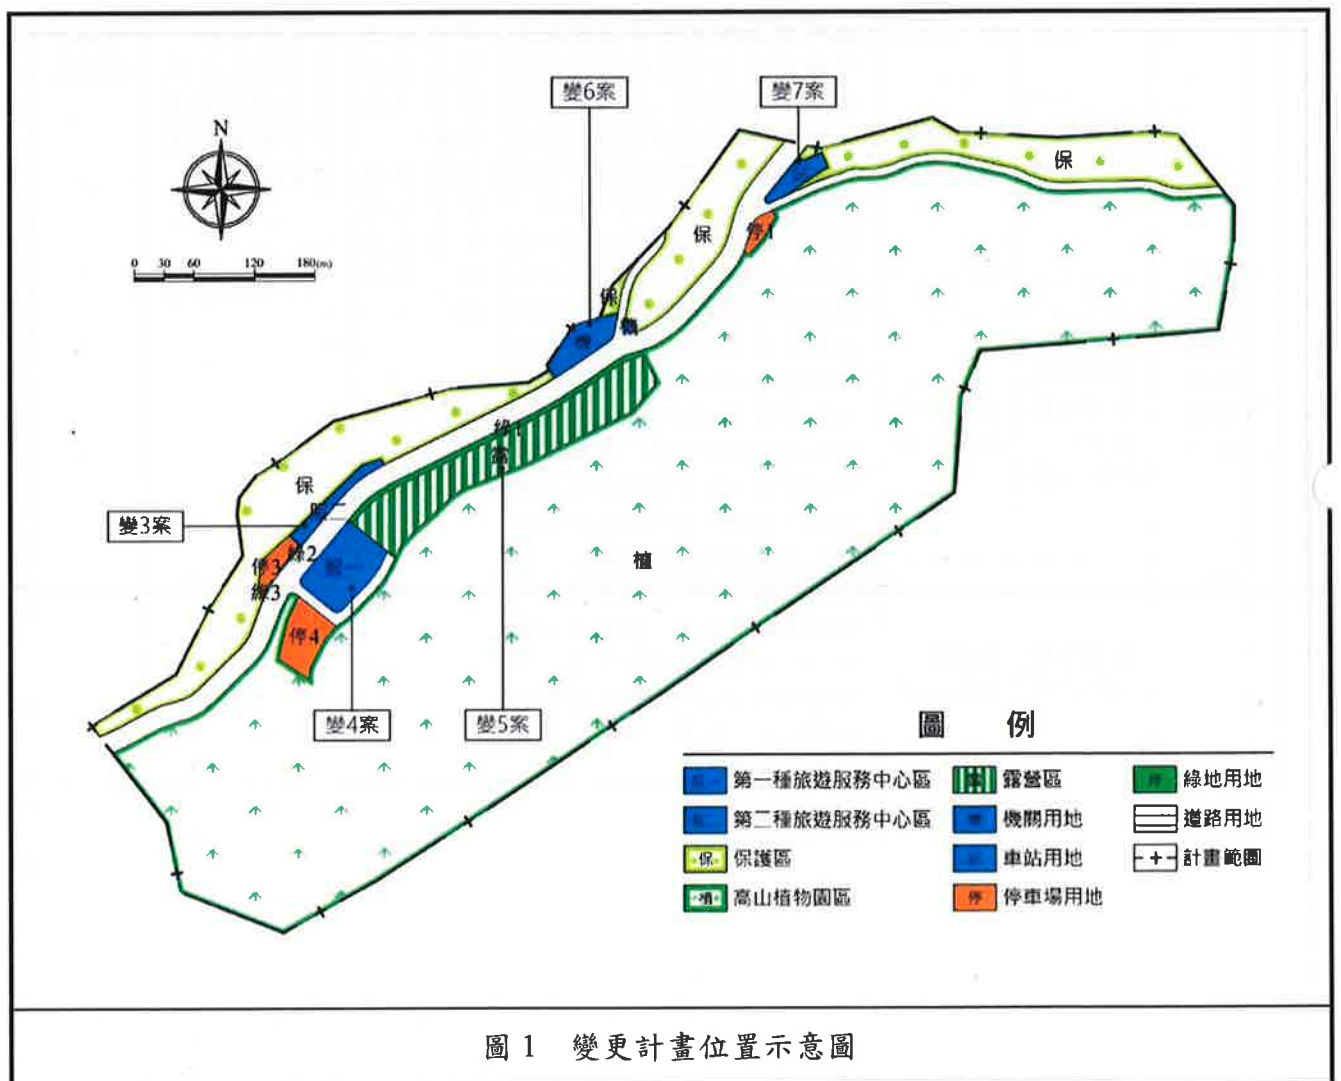 變6案
變7案
N
0 30 60 120 180(m)
保
保
停1
保
機
綠1
營
保
服二
變3案
綠2
停3
服一
綠3
植
停4
變4案
變5案
圖 例
第一種旅遊服務中心區
露營區
綠地用地
第二種旅遊服務中心區
機 機關用地
道路用地
保 保護區
車站用地
計畫範圍
植 高山植物園區
停 停車場用地
圖 1 變更計畫位置示意圖